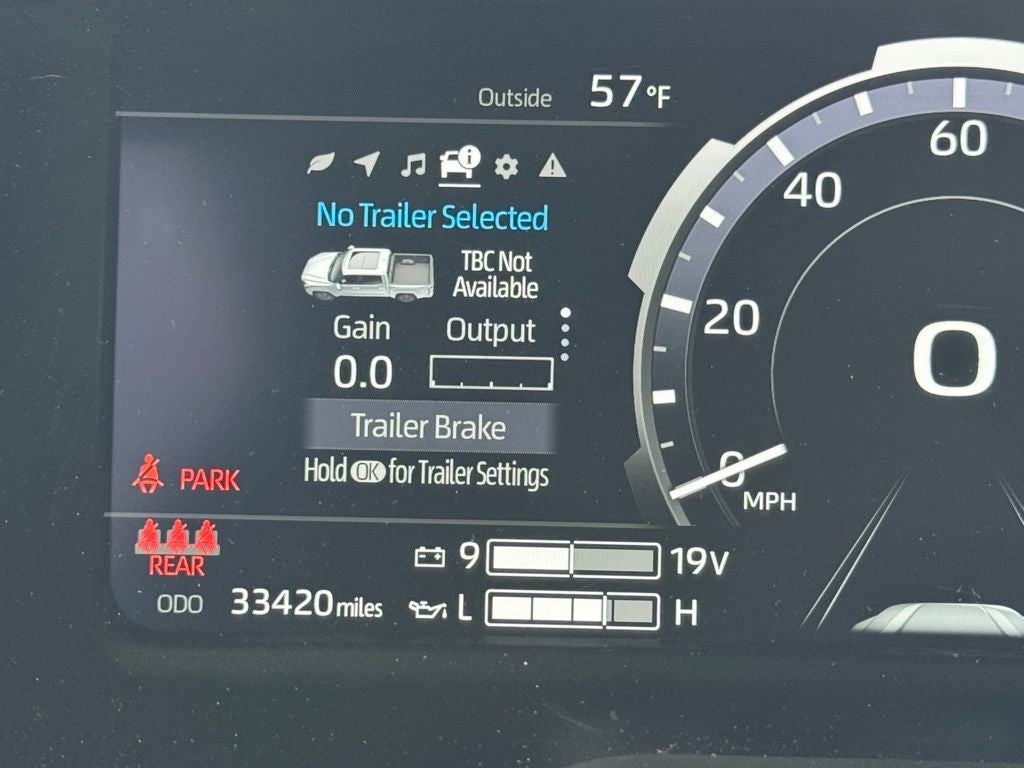 Outside 57°F
No Trailer Selected
TBC Not
Available
Gain Output
0.0
Trailer Brake
Hold OK for Trailer Settings
PARK
REAR
ODO 33420 miles
9 19V
L H
60
40
20
0
MPH
0